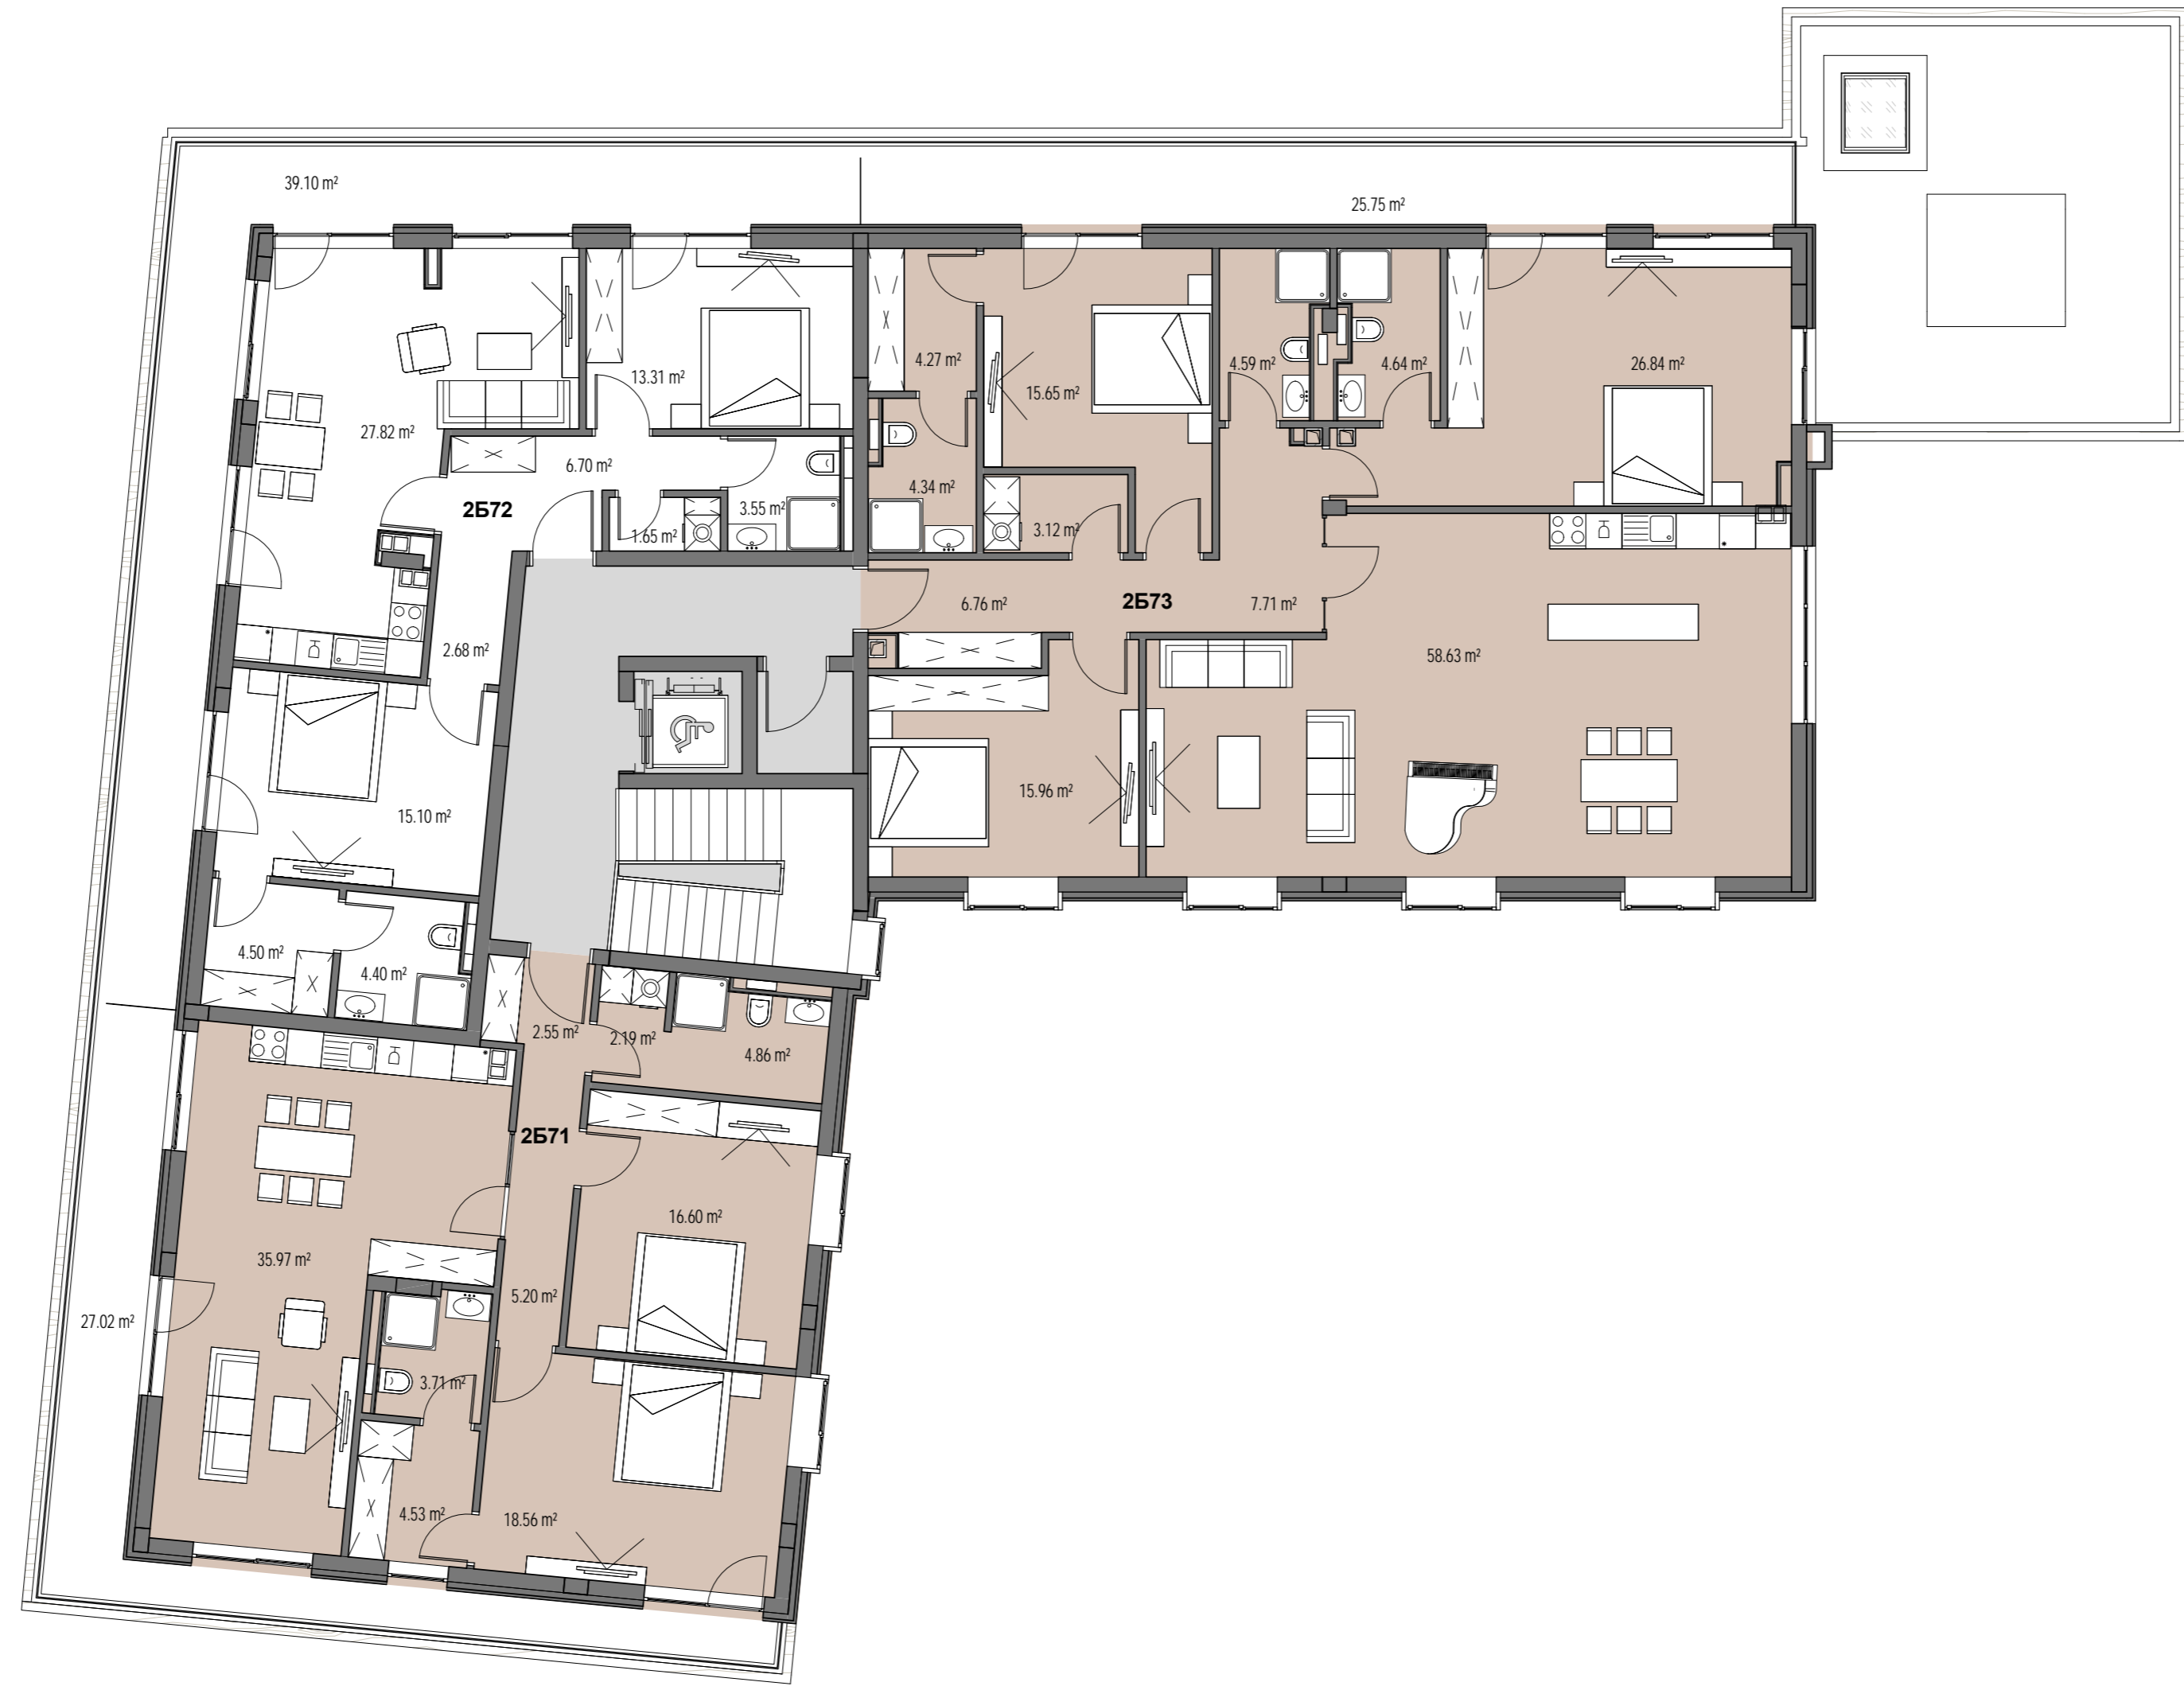 39.10 m²
25.75 m²
27.82 m²
13.31 m²
4.27 m²
15.65 m²
4.59 m²
4.64 m²
26.84 m²
6.70 m²
2Б72
1.65 m²
3.55 m²
4.34 m²
3.12 m²
2.68 m²
6.76 m²
2Б73
7.71 m²
58.63 m²
15.10 m²
15.96 m²
4.50 m²
4.40 m²
2.55 m²
2.19 m²
4.86 m²
2Б71
16.60 m²
35.97 m²
5.20 m²
27.02 m²
3.71 m²
4.53 m²
18.56 m²